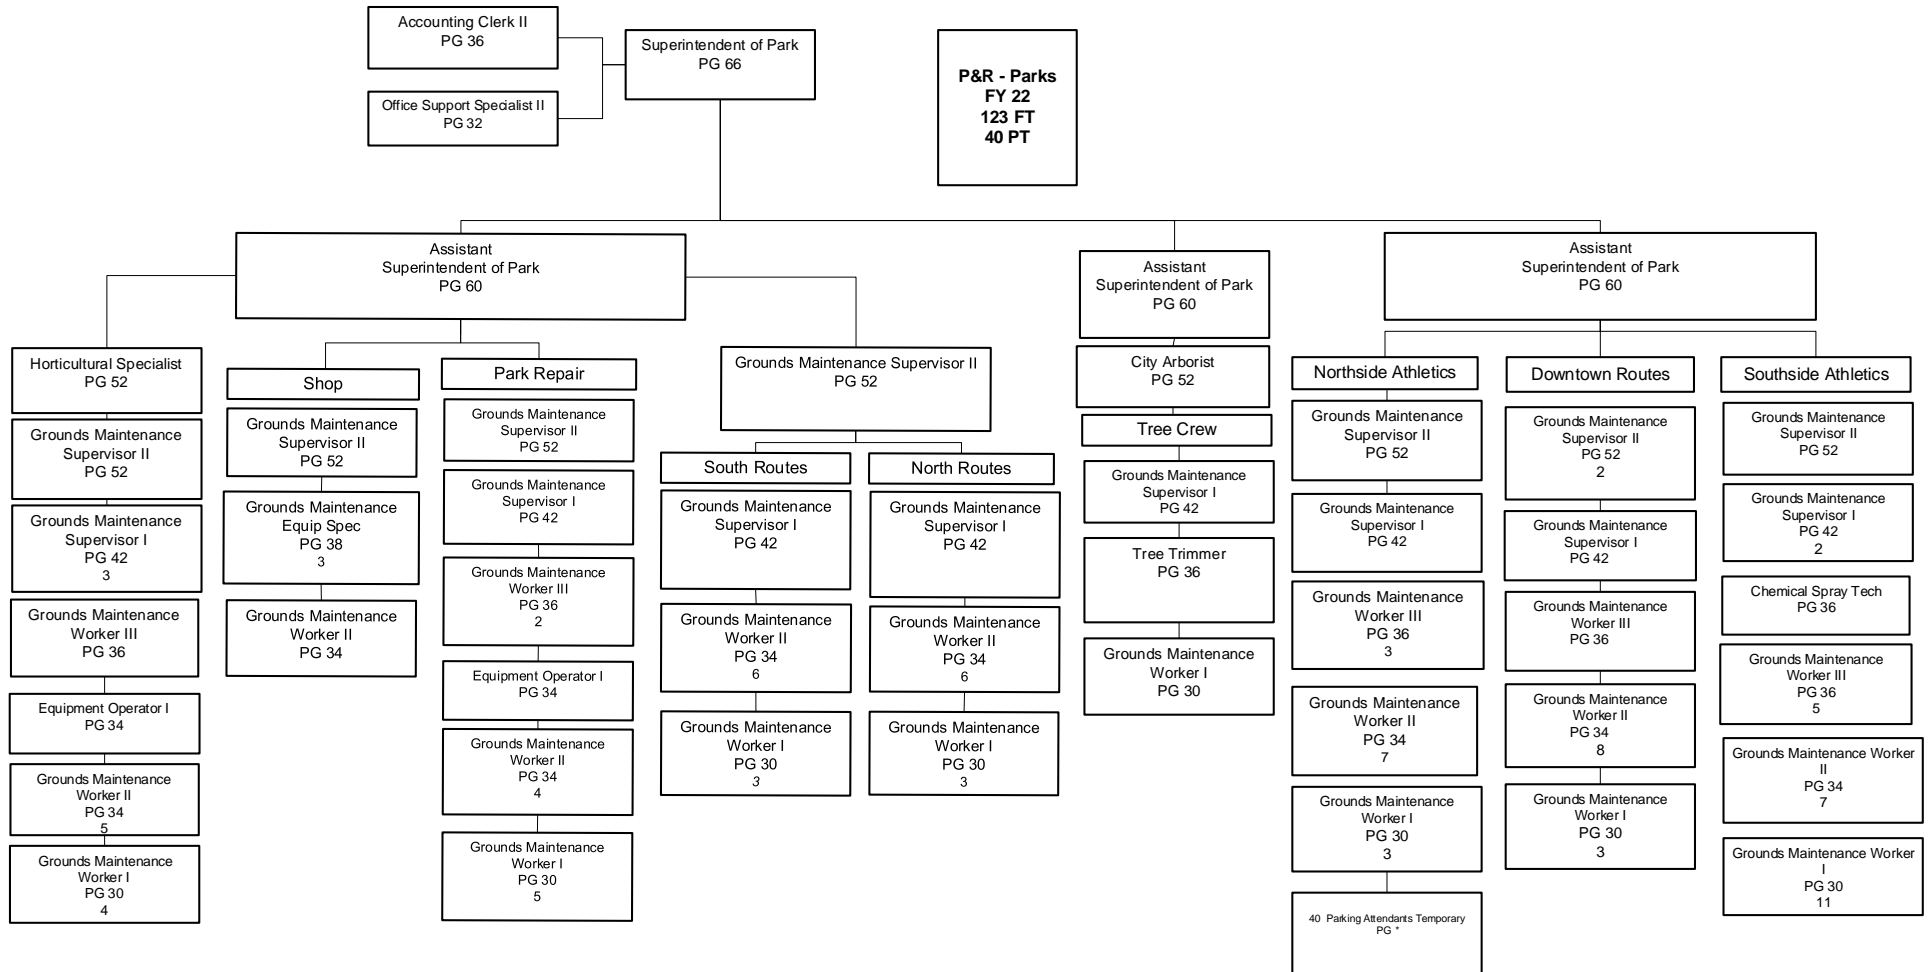 Accounting Clerk II
PG 36
Office Support Specialist II
PG 32
Superintendent of Park
PG 66
P&R - Parks
FY 22
123 FT
40 PT
Assistant
Superintendent of Park
PG 60
Horticultural Specialist
PG 52
Grounds Maintenance
Supervisor II
PG 52
Grounds Maintenance
Supervisor I
PG 42
3
Grounds Maintenance
Worker III
PG 36
Equipment Operator I
PG 34
Grounds Maintenance
Worker II
PG 34
5
Grounds Maintenance
Worker I
PG 30
4
Shop
Grounds Maintenance
Supervisor II
PG 52
Grounds Maintenance
Equip Spec
PG 38
3
Grounds Maintenance
Worker II
PG 34
Park Repair
Grounds Maintenance
Supervisor II
PG 52
Grounds Maintenance
Supervisor I
PG 42
Grounds Maintenance
Worker III
PG 36
2
Equipment Operator I
PG 34
Grounds Maintenance
Worker II
PG 34
4
Grounds Maintenance
Worker I
PG 30
5
Grounds Maintenance Supervisor II
PG 52
South Routes
Grounds Maintenance
Supervisor I
PG 42
Grounds Maintenance
Worker II
PG 34
6
Grounds Maintenance
Worker I
PG 30
3
North Routes
Grounds Maintenance
Supervisor I
PG 42
Grounds Maintenance
Worker II
PG 34
6
Grounds Maintenance
Worker I
PG 30
3
Assistant
Superintendent of Park
PG 60
City Arborist
PG 52
Tree Crew
Grounds Maintenance
Supervisor I
PG 42
Tree Trimmer
PG 36
Grounds Maintenance
Worker I
PG 30
Assistant
Superintendent of Park
PG 60
Northside Athletics
Grounds Maintenance
Supervisor II
PG 52
Grounds Maintenance
Supervisor I
PG 42
Grounds Maintenance
Worker III
PG 36
3
Grounds Maintenance
Worker II
PG 34
7
Grounds Maintenance
Worker I
PG 30
3
40 Parking Attendants Temporary
PG *
Downtown Routes
Grounds Maintenance
Supervisor II
PG 52
2
Grounds Maintenance
Supervisor I
PG 42
Grounds Maintenance
Worker III
PG 36
Grounds Maintenance
Worker II
PG 34
8
Grounds Maintenance
Worker I
PG 30
3
Southside Athletics
Grounds Maintenance
Supervisor II
PG 52
Grounds Maintenance
Supervisor I
PG 42
2
Chemical Spray Tech
PG 36
Grounds Maintenance
Worker III
PG 36
5
Grounds Maintenance Worker
II
PG 34
7
Grounds Maintenance Worker
I
PG 30
11